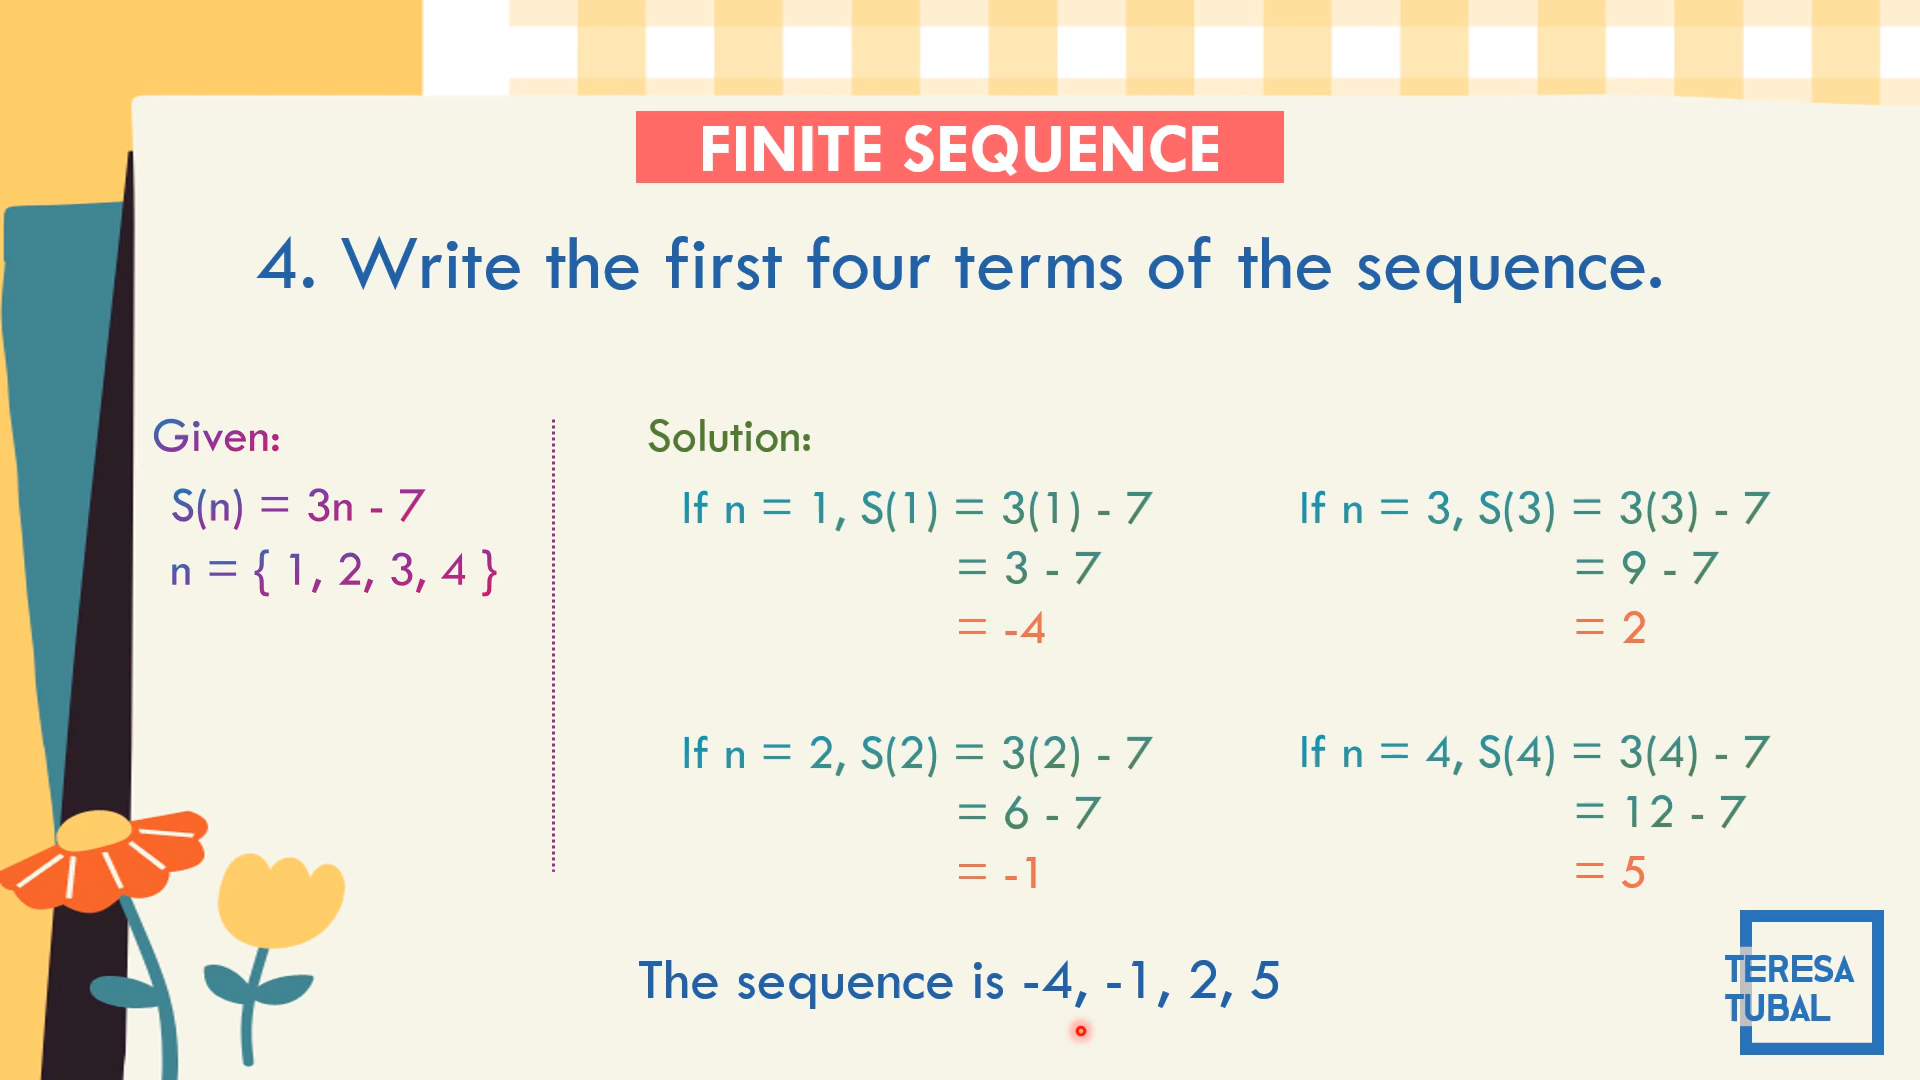 FINITE SEQUENCE
4. Write the first four terms of the sequence.
Given:
S(n) = 3n - 7
n = { 1, 2, 3, 4 }
Solution:
If n = 1, S(1) = 3(1) - 7
= 3 - 7
= -4
If n = 2, S(2) = 3(2) - 7
= 6 - 7
= -1
If n = 3, S(3) = 3(3) - 7
= 9 - 7
= 2
If n = 4, S(4) = 3(4) - 7
= 12 - 7
= 5
The sequence is -4, -1, 2, 5
TERESA
TUBAL